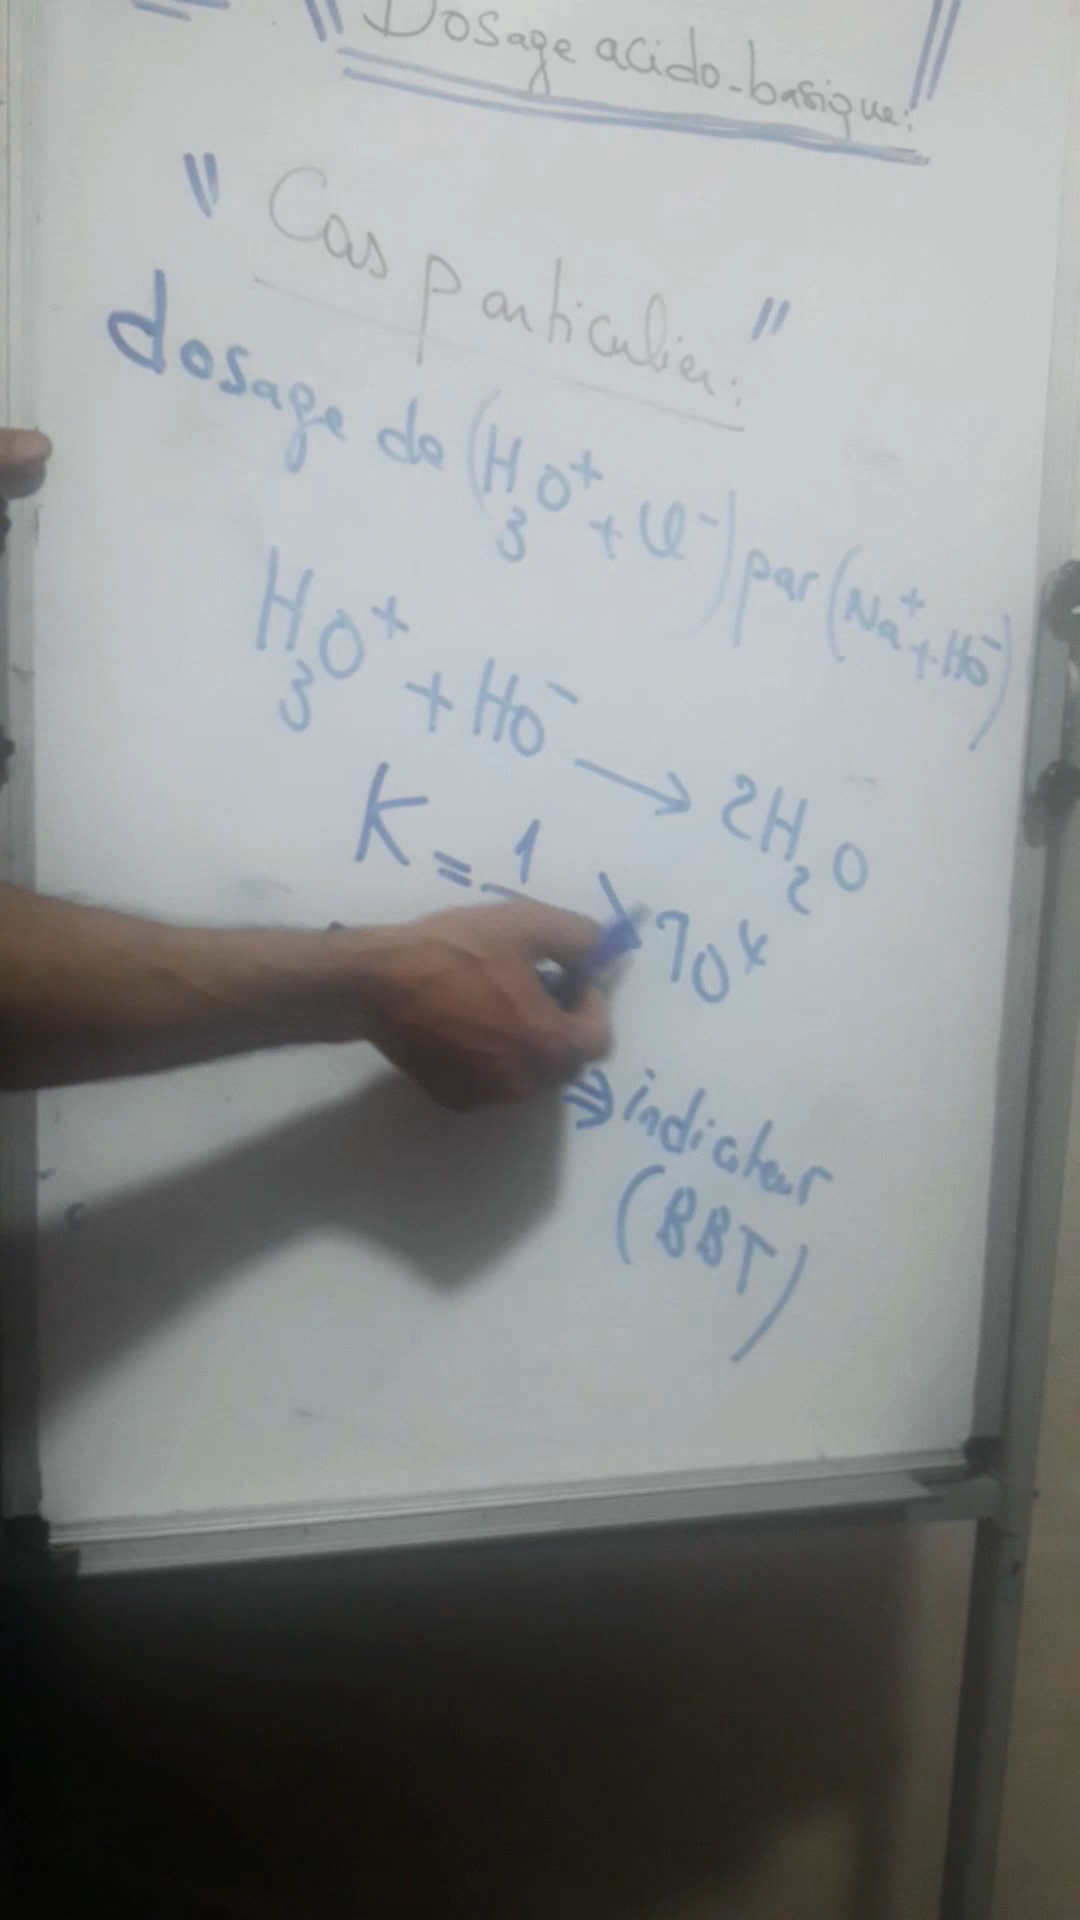 " Dosage acido-basique: "
" Cas particulier: "
dosage de (H₃O⁺ + Cl⁻) par (Na⁺ + HO⁻)
H₃O⁺ + HO⁻ → 2H₂O
K = 1 > 10⁴
⇒ indicateur
(BBT)